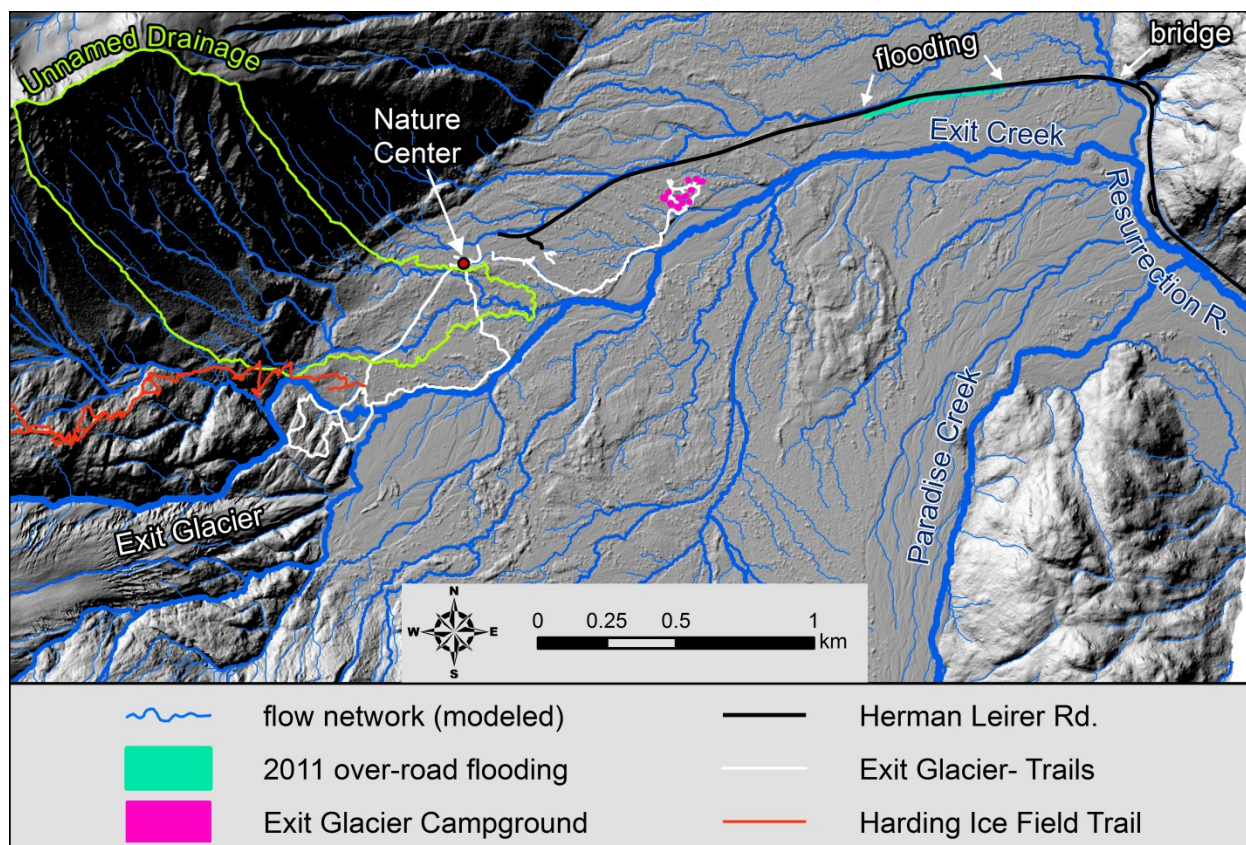 Unnamed Drainage
Nature
Center
flooding
bridge
Exit Creek
Resurrection R.
Paradise Creek
Exit Glacier
N
W
E
S
0
0.25
0.5
1
km
flow network (modeled)
Herman Leirer Rd.
2011 over-road flooding
Exit Glacier- Trails
Exit Glacier Campground
Harding Ice Field Trail